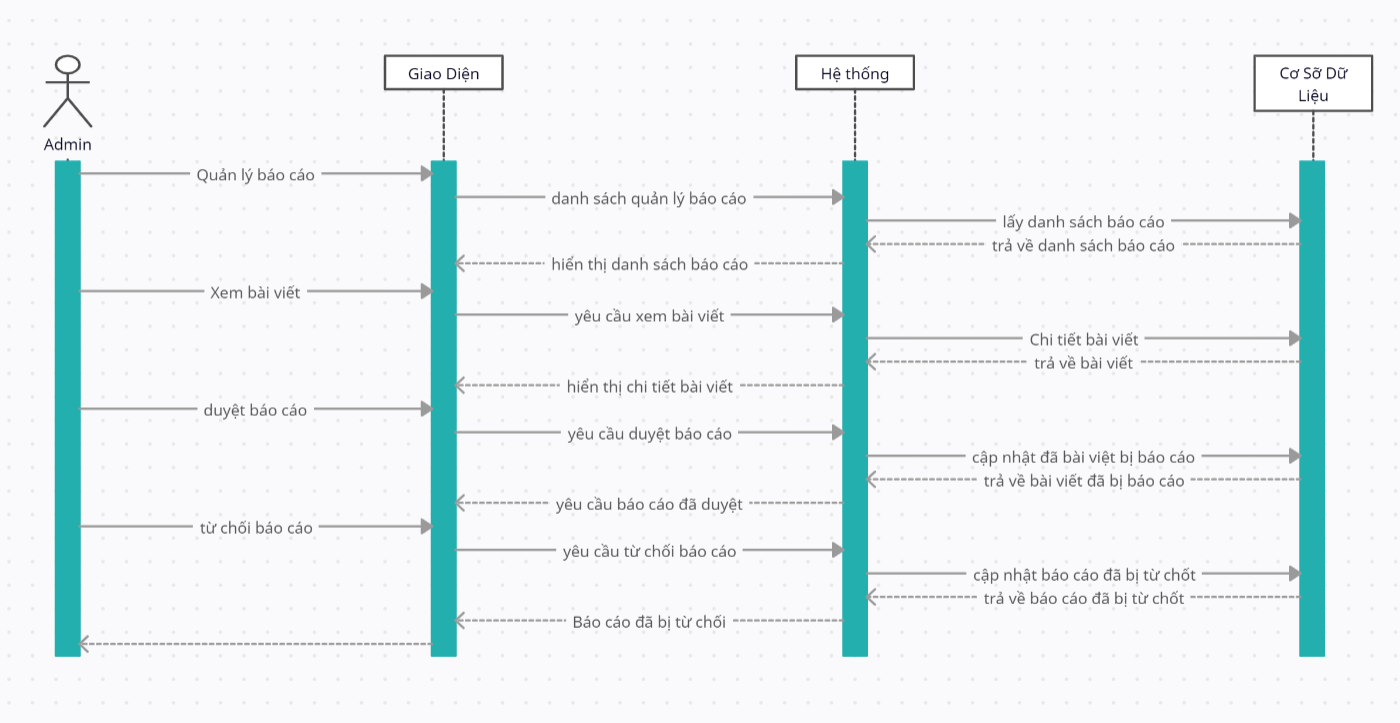 Admin
Giao Diện
Hệ thống
Cơ Sỡ Dữ
Liệu
Quản lý báo cáo
danh sách quản lý báo cáo
lấy danh sách báo cáo
trả về danh sách báo cáo
hiển thị danh sách báo cáo
Xem bài viết
yêu cầu xem bài viết
Chi tiết bài viết
trả về bài viết
hiển thị chi tiết bài viết
duyệt báo cáo
yêu cầu duyệt báo cáo
cập nhật đã bài việt bị báo cáo
trả về bài viết đã bị báo cáo
yêu cầu báo cáo đã duyệt
từ chối báo cáo
yêu cầu từ chối báo cáo
cập nhật báo cáo đã bị từ chốt
trả về báo cáo đã bị từ chốt
Báo cáo đã bị từ chối